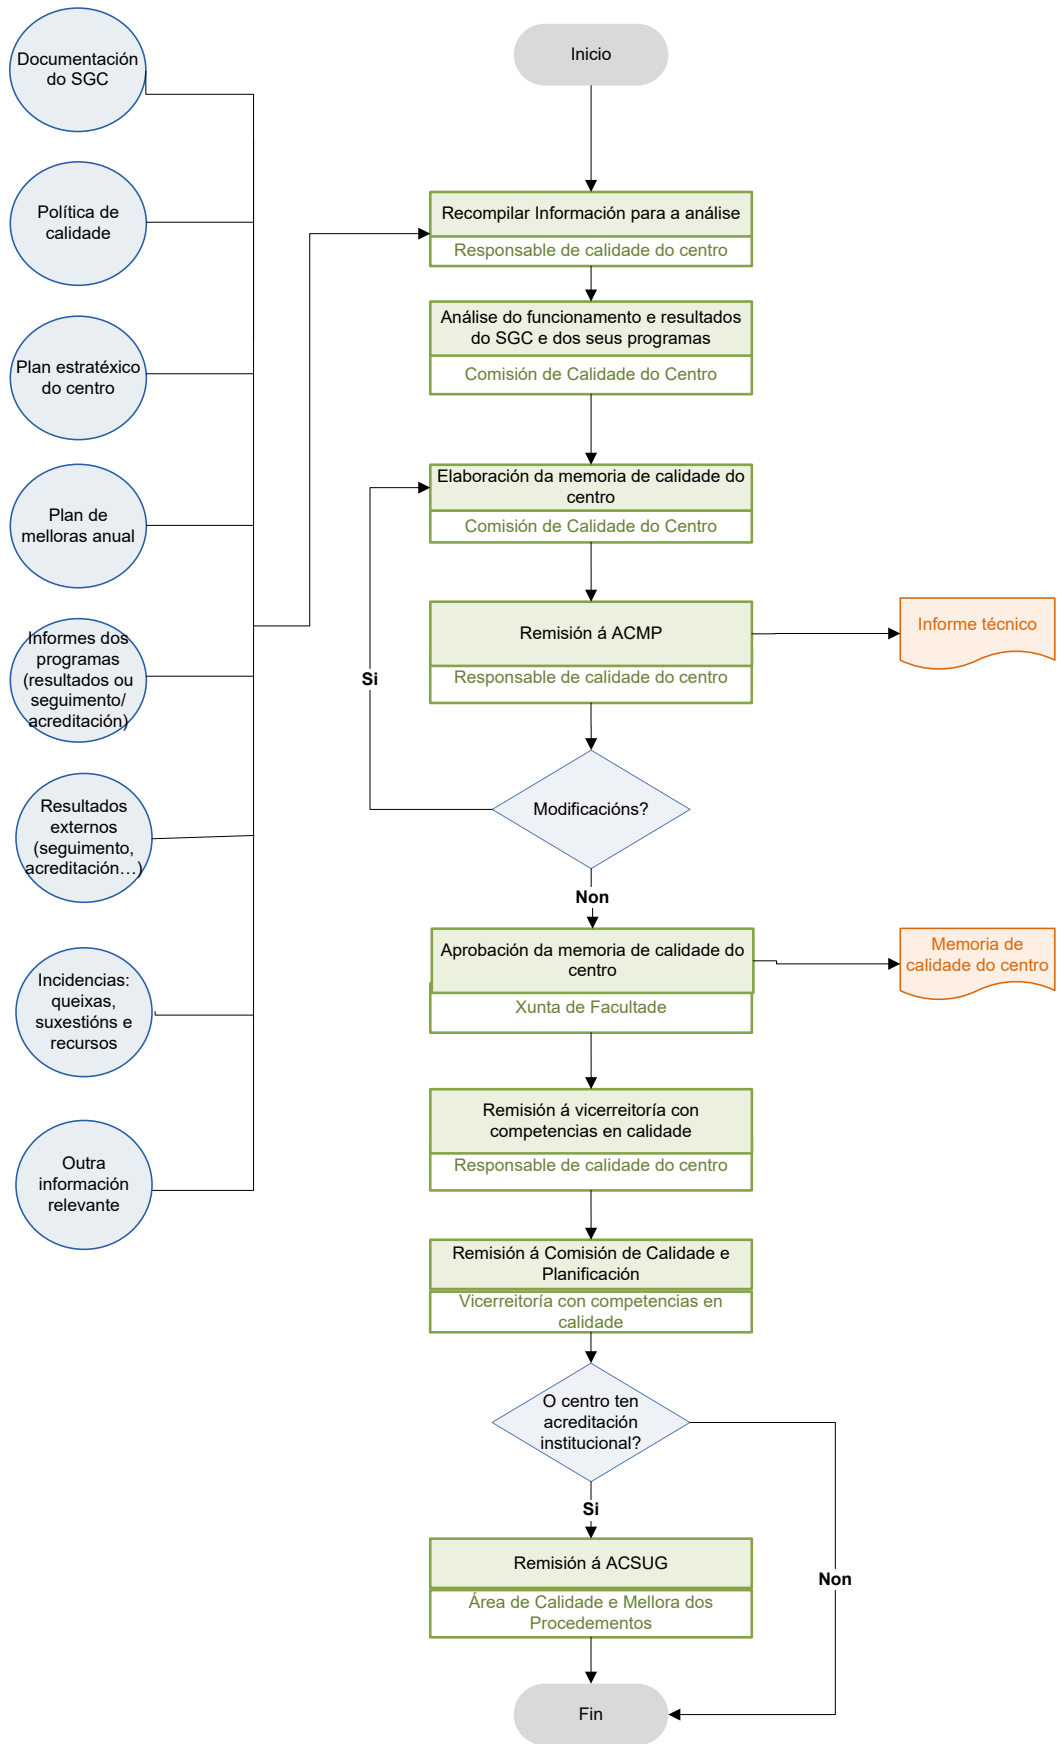 Documentación
do SGC
Política de
calidade
Plan estratéxico
do centro
Plan de
melloras anual
Informes dos
programas
(resultados ou
seguimento/
acreditación)
Resultados
externos
(seguimento,
acreditación…)
Incidencias:
queixas,
suxestións e
recursos
Outra
información
relevante
Inicio
Recompilar Información para a análise
Responsable de calidade do centro
Análise do funcionamento e resultados
do SGC e dos seus programas
Comisión de Calidade do Centro
Elaboración da memoria de calidade do
centro
Comisión de Calidade do Centro
Remisión á ACMP
Responsable de calidade do centro
Informe técnico
Si
Modificacións?
Non
Aprobación da memoria de calidade do
centro
Xunta de Facultade
Memoria de
calidade do centro
Remisión á vicerreitoría con
competencias en calidade
Responsable de calidade do centro
Remisión á Comisión de Calidade e
Planificación
Vicerreitoría con competencias en
calidade
O centro ten
acreditación
institucional?
Si
Non
Remisión á ACSUG
Área de Calidade e Mellora dos
Procedementos
Fin